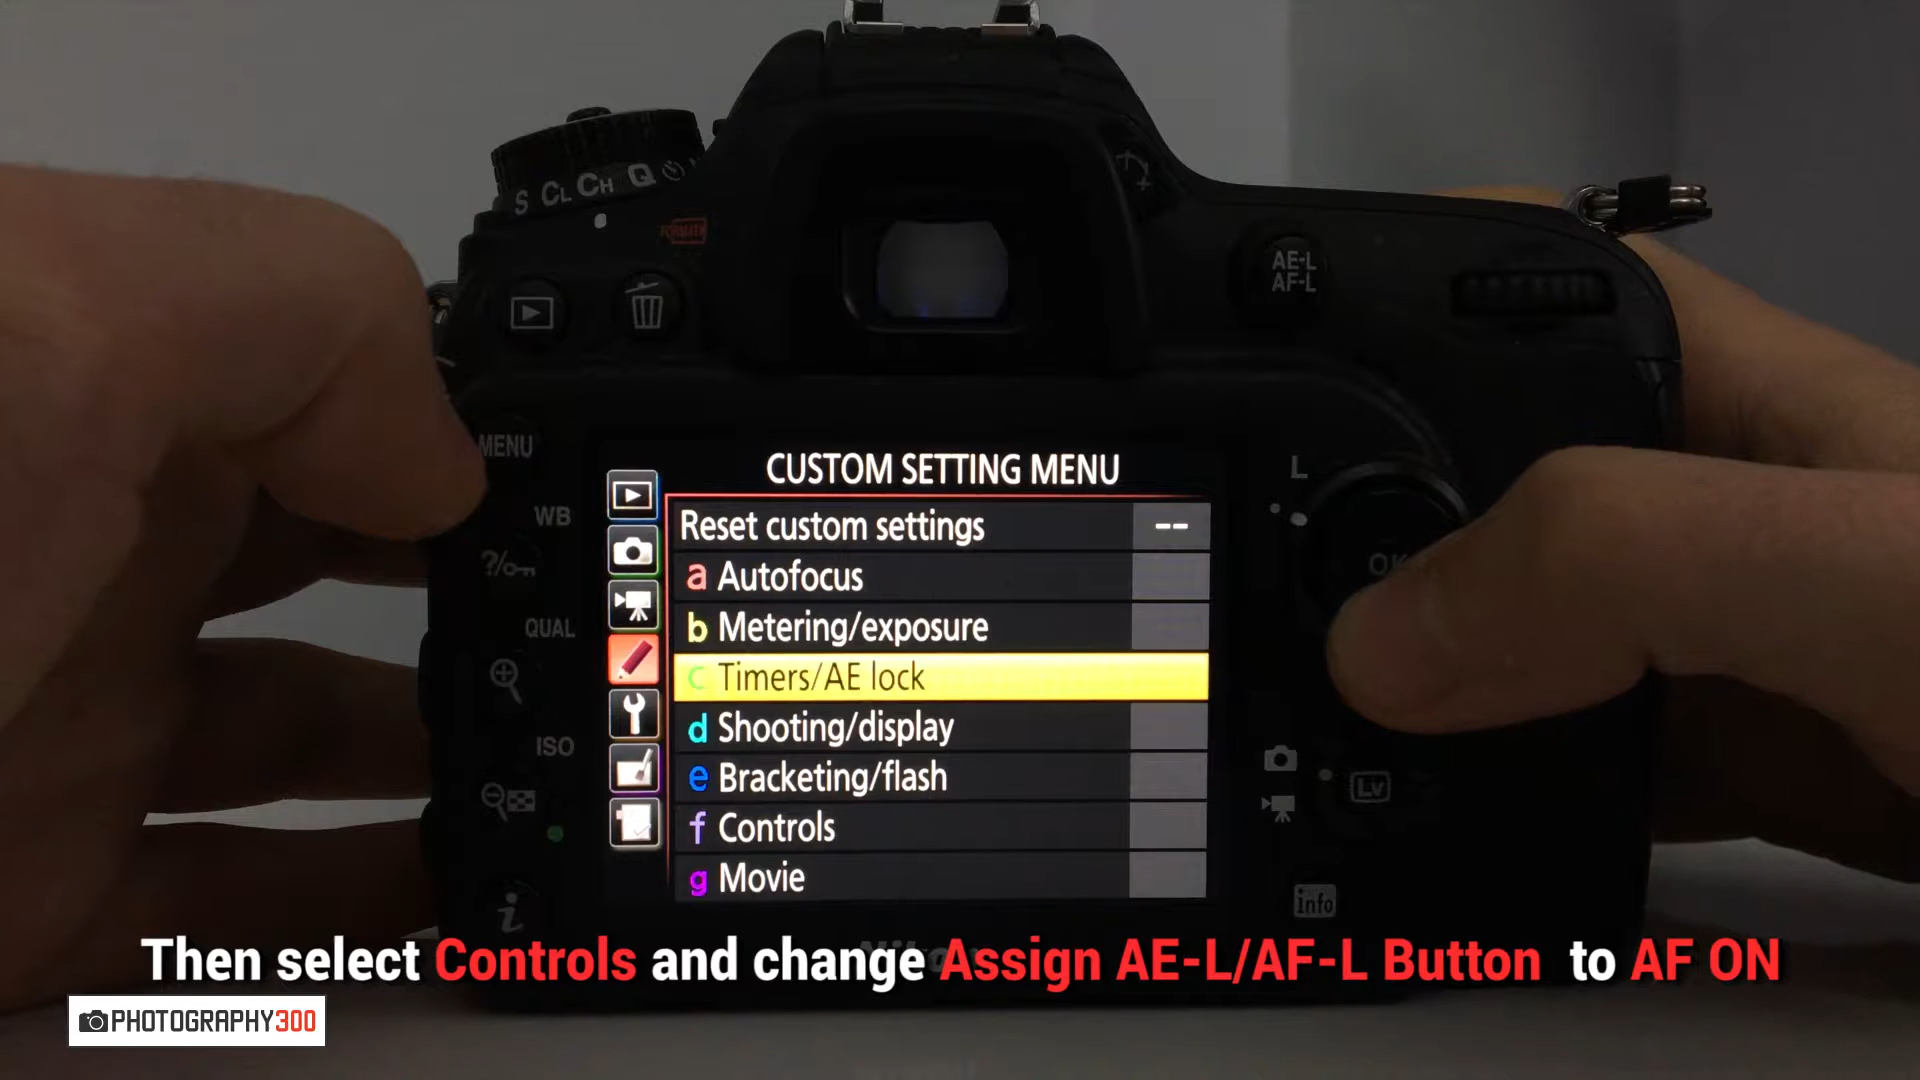 S CL CH Q
FORMAT
AE-L
AF-L
MENU
WB
?
QUAL
ISO
i
L
OK
Lv
info
CUSTOM SETTING MENU
Reset custom settings --
a Autofocus
b Metering/exposure
c Timers/AE lock
d Shooting/display
e Bracketing/flash
f Controls
g Movie
Then select Controls and change Assign AE-L/AF-L Button to AF ON
PHOTOGRAPHY300